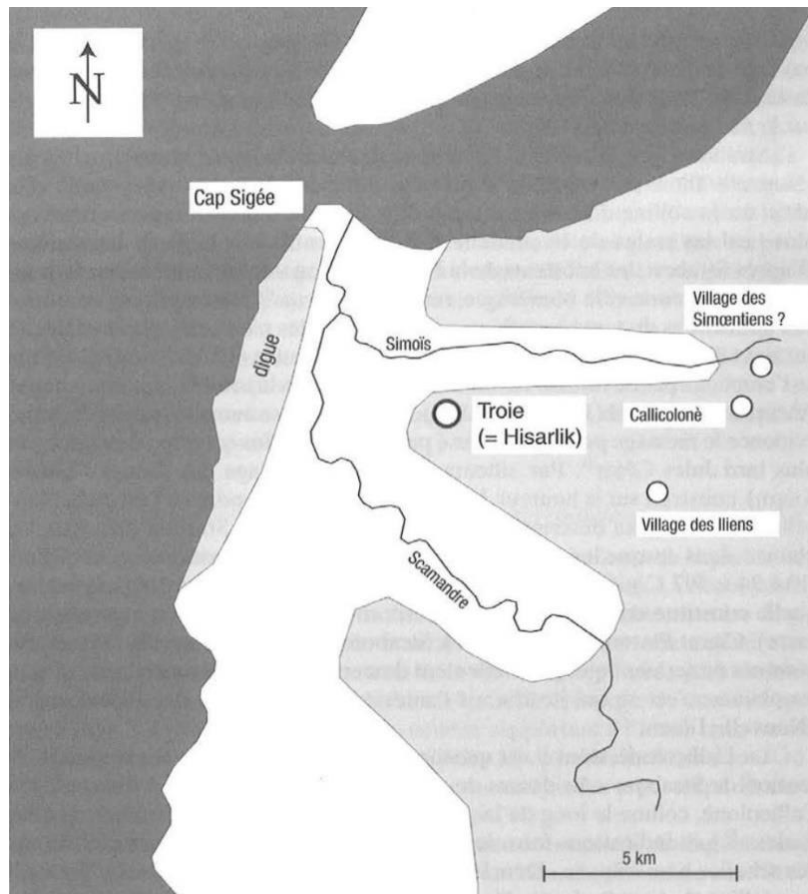 N
Cap Sigée
digue
Simoïs
Village des
Simœntiens ?
Troie
(= Hisarlik)
Callicolonè
Village des Iliens
Scamandre
5 km